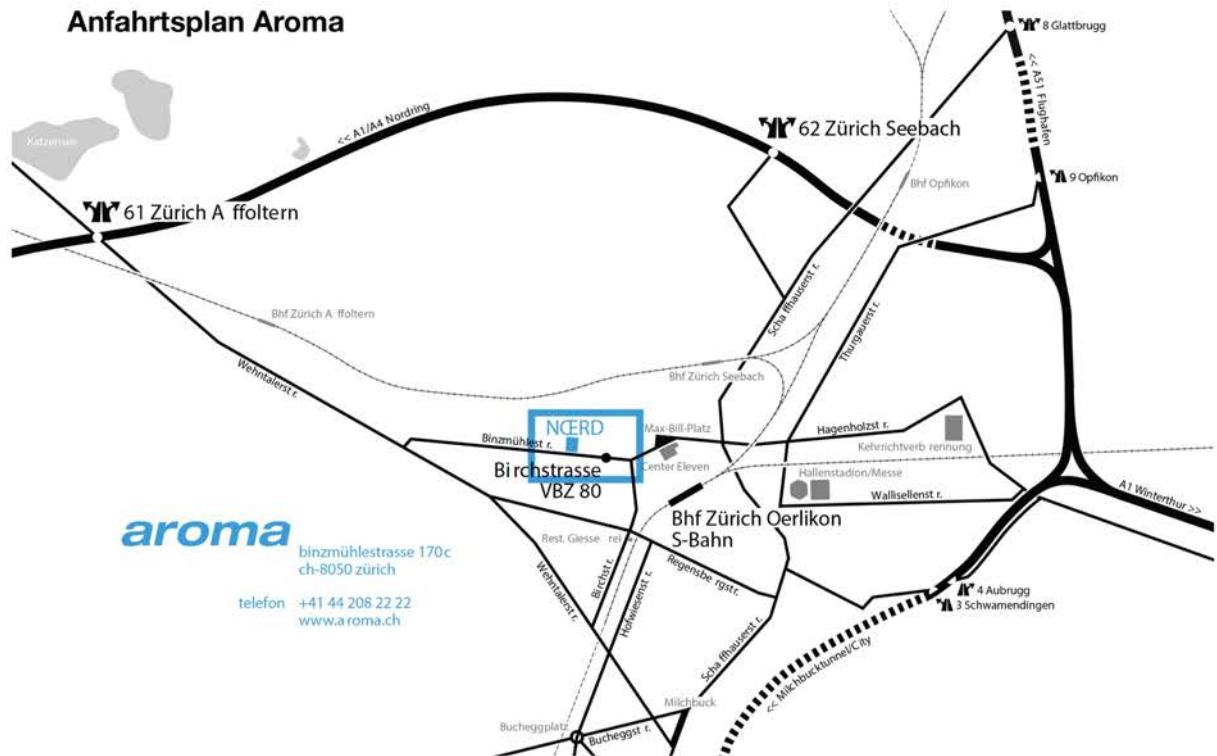 Anfahrtsplan Aroma
8 Glattbrugg
<< A51 Flughafen
<< A1/A4 Nordring
62 Zürich Seebach
Katzensee
9 Opfikon
Bhf Opfikon
61 Zürich A ffoltern
Scha ffhauserst r.
Bhf Zürich A ffoltern
Thurgauerst r.
Wehntalerst r.
Bhf Zürich Seebach
NŒRD
Max-Bill-Platz
Hagenholzst r.
Binzmühlest r.
Kehrrichtverb rennung
Center Eleven
Bi rchstrasse
VBZ 80
Hallenstadion/Messe
Wallisellenst r.
A1 Winterthur >>
Bhf Zürich Oerlikon
S-Bahn
aroma
Rest. Giesse rei
binzmühlestrasse 170c
ch-8050 zürich
Regensbe rgstr.
Birchst r.
Wehntalerst r.
Hofwiesenst r.
4 Aubrugg
3 Schwamendingen
telefon +41 44 208 22 22
www.a roma.ch
Scha ffhauserst r.
<< Milchbucktunnel/City
Milchbuck
Bucheggplatz
Bucheggst r.